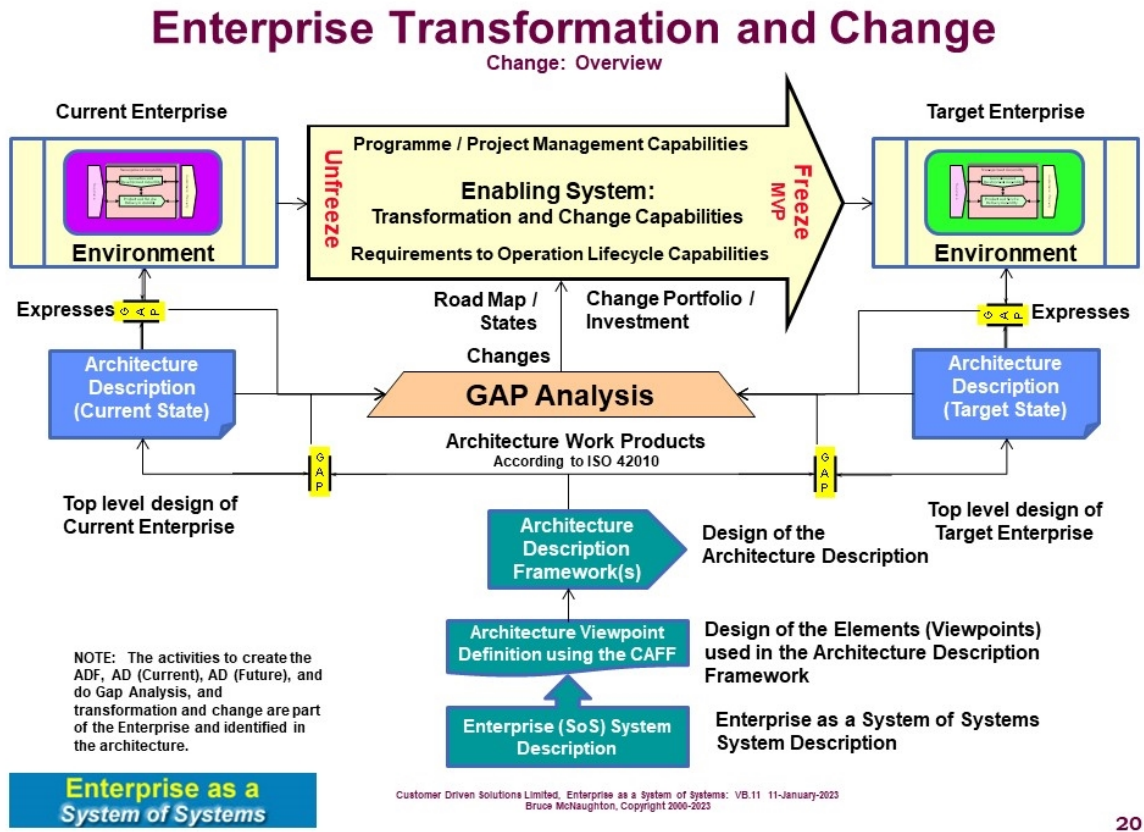 Enterprise Transformation and Change
Change: Overview
Current Enterprise
Target Enterprise
Environment
Unfreeze
Programme / Project Management Capabilities
Enabling System:
Transformation and Change Capabilities
Requirements to Operation Lifecycle Capabilities
Freeze
MVP
Environment
Expresses
GAP
Road Map /
States
Change Portfolio /
Investment
Changes
GAP
Expresses
Architecture
Description
(Current State)
GAP Analysis
Architecture
Description
(Target State)
Architecture Work Products
According to ISO 42010
GAP
GAP
Top level design of
Current Enterprise
Top level design of
Target Enterprise
Architecture
Description
Framework(s)
Design of the
Architecture Description
Architecture Viewpoint
Definition using the CAFF
Design of the Elements (Viewpoints)
used in the Architecture Description
Framework
Enterprise (SoS) System
Description
Enterprise as a System of Systems
System Description
NOTE: The activities to create the
ADF, AD (Current), AD (Future), and
do Gap Analysis, and
transformation and change are part
of the Enterprise and identified in
the architecture.
Enterprise as a
System of Systems
Customer Driven Solutions Limited, Enterprise as a System of Systems: VB.11 11-January-2023
Bruce McNaughton, Copyright 2000-2023
20